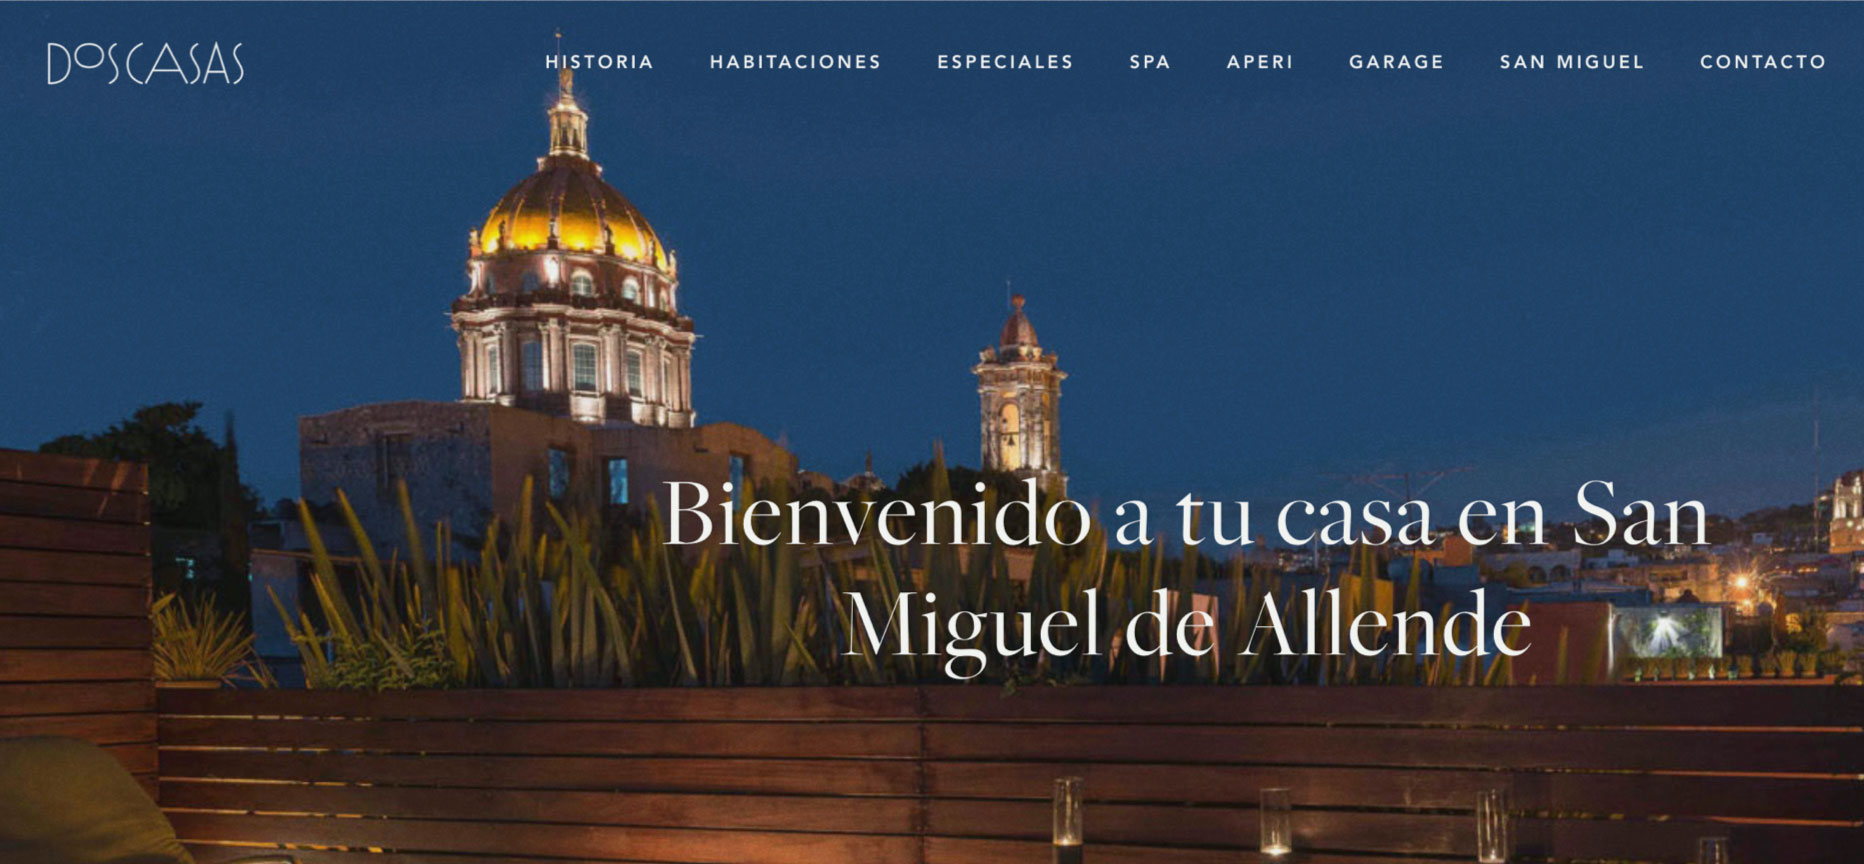 DOSCASAS
HISTORIA
HABITACIONES
ESPECIALES
SPA
APERI
GARAGE
SAN MIGUEL
CONTACTO
Bienvenido a tu casa en San
Miguel de Allende